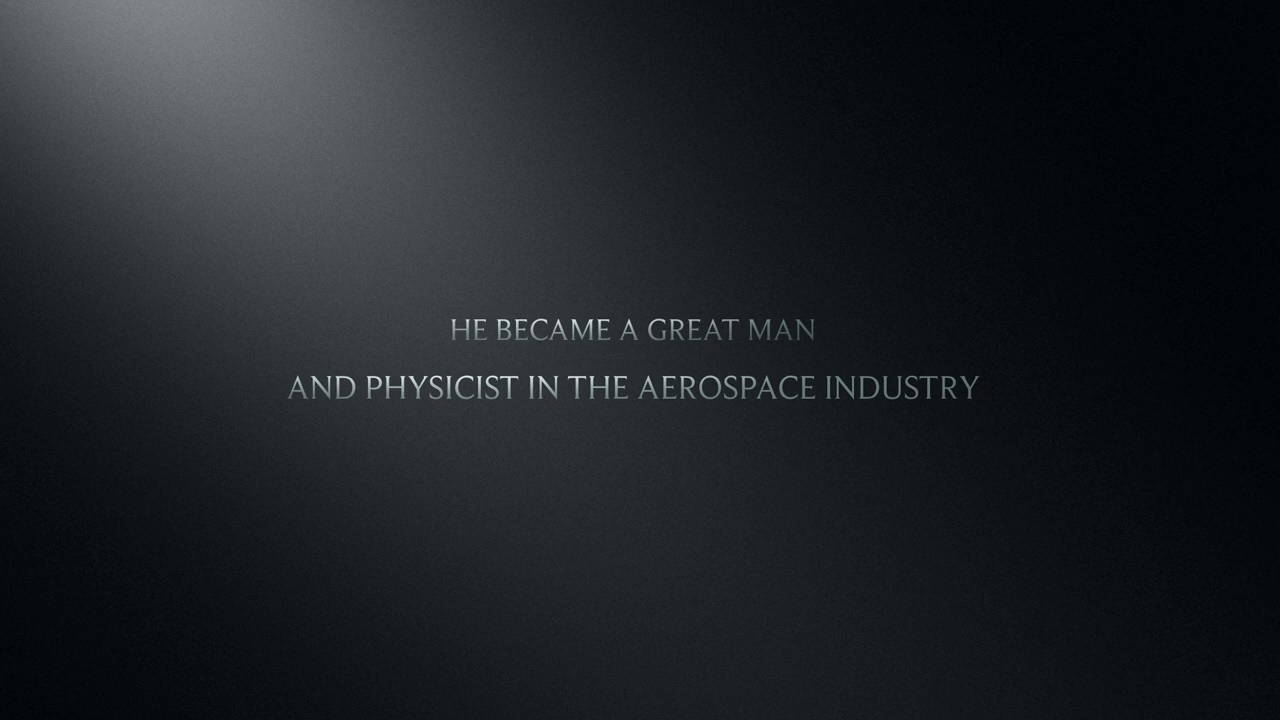 HE BECAME A GREAT MAN
AND PHYSICIST IN THE AEROSPACE INDUSTRY